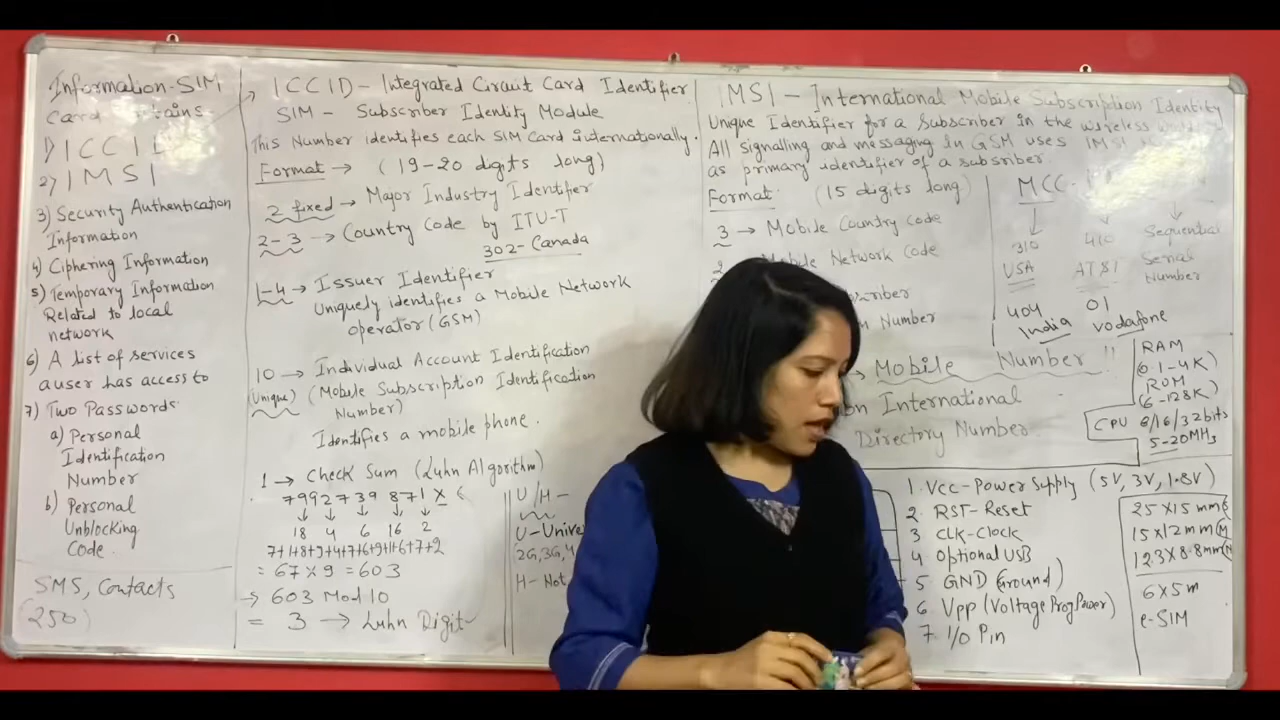 Information-SIM
Card
1) ICCI
2) IMSI
3) Security Authentication
Information
4) Ciphering Information
5) Temporary Information
Related to local
network
6) A list of services
a user has access to
7) Two Passwords
a) Personal
Identification
Number
b) Personal
Unblocking
Code.
SMS, Contacts
(250)
ICCID - Integrated Circuit Card Identifier
SIM - Subscriber Identity Module
This Number identifies each SIM Card internationally.
Format → (19-20 digits long)
2 fixed → Major Industry Identifier
2-3 → Country Code by ITU-T
302-Canada
1-4 → Issuer Identifier
Uniquely identifies a Mobile Network
operator (GSM)
10 → Individual Account Identification
(Unique) (Mobile Subscription Identification
Number)
Identifies a mobile phone.
1 → Check Sum (Luhn Algorithm)
7992739871X
18 4 6 16 2
7+1+8+9+4+7+6+9+1+6+7+2
= 67 × 9 = 603
→ 603 Mod 10
= 3 → Luhn Digit
U/H -
U-Unive
2G, 3G, 4
H- Not
IMSI - International Mobile Subscription Identity
Unique Identifier for a Subscriber in the wireless
All signalling and messaging in GSM uses IMSI
as primary identifier of a subsriber.
Format: (15 digits long)
3 → Mobile Country code
2 Mobile Network Code
Number
MCC
310 410 Sequential
USA AT&T Serial
Number
404 01
India vodafone
→ Mobile Number !!
on International
Directory Number.
RAM
(0.1-4K)
ROM
(6-128K)
CPU 8/16/32bits
5-20MHz
1. Vcc-Power Supply (5V, 3V, 1.8V)
2. RST-Reset
3 CLK-Clock
4 Optional USB
5 GND (Ground)
6 Vpp (Voltage Prog Power)
7. I/O Pin
25 X 15 mm
15 X 12 mm (M
12.3 X 8.8mm (N
6 X 5 m
e-SIM